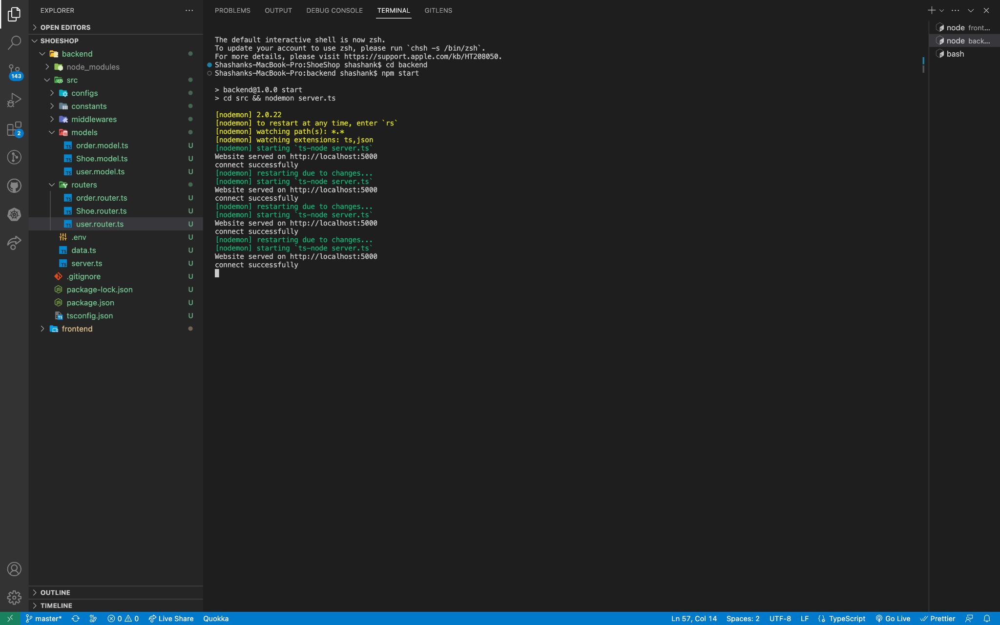 EXPLORER
OPEN EDITORS
SHOESHOP
backend
node_modules
src
configs
constants
middlewares
models
order.model.ts U
Shoe.model.ts U
user.model.ts U
routers
order.router.ts U
Shoe.router.ts U
user.router.ts U
.env U
data.ts U
server.ts U
.gitignore U
package-lock.json U
package.json U
tsconfig.json U
frontend
OUTLINE
TIMELINE
143
2
PROBLEMS OUTPUT DEBUG CONSOLE TERMINAL GITLENS
The default interactive shell is now zsh.
To update your account to use zsh, please run `chsh -s /bin/zsh`.
For more details, please visit https://support.apple.com/kb/HT208050.
Shashanks-MacBook-Pro:ShoeShop shashank$ cd backend
Shashanks-MacBook-Pro:backend shashank$ npm start
> backend@1.0.0 start
> cd src && nodemon server.ts
[nodemon] 2.0.22
[nodemon] to restart at any time, enter `rs`
[nodemon] watching path(s): *.*
[nodemon] watching extensions: ts,json
[nodemon] starting `ts-node server.ts`
Website served on http://localhost:5000
connect successfully
[nodemon] restarting due to changes...
[nodemon] starting `ts-node server.ts`
Website served on http://localhost:5000
connect successfully
[nodemon] restarting due to changes...
[nodemon] starting `ts-node server.ts`
Website served on http://localhost:5000
connect successfully
[nodemon] restarting due to changes...
[nodemon] starting `ts-node server.ts`
Website served on http://localhost:5000
connect successfully
node front...
node back...
bash
master* 0 0 Live Share Quokka Ln 57, Col 14 Spaces: 2 UTF-8 LF TypeScript Go Live Prettier